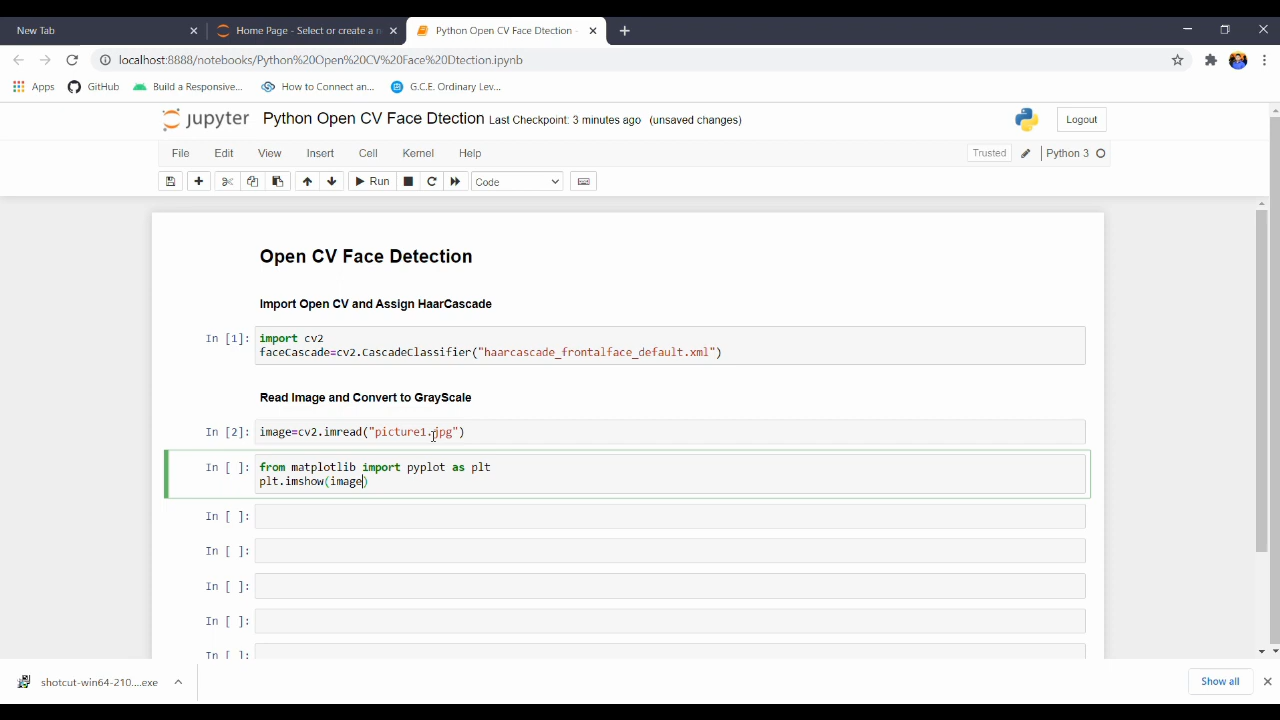 New Tab
Home Page - Select or create a n
Python Open CV Face Dtection -
localhost:8888/notebooks/Python%20Open%20CV%20Face%20Dtection.ipynb
Apps GitHub Build a Responsive... How to Connect an... G.C.E. Ordinary Lev...
jupyter Python Open CV Face Dtection Last Checkpoint: 3 minutes ago (unsaved changes) Logout
File Edit View Insert Cell Kernel Help Trusted Python 3
Run Code
Open CV Face Detection
Import Open CV and Assign HaarCascade
In [1]: import cv2
faceCascade=cv2.CascadeClassifier("haarcascade_frontalface_default.xml")
Read Image and Convert to GrayScale
In [2]: image=cv2.imread("picture1.jpg")
In [ ]: from matplotlib import pyplot as plt
plt.imshow(image)
In [ ]:
In [ ]:
In [ ]:
In [ ]:
In [ ]:
shotcut-win64-210....exe Show all